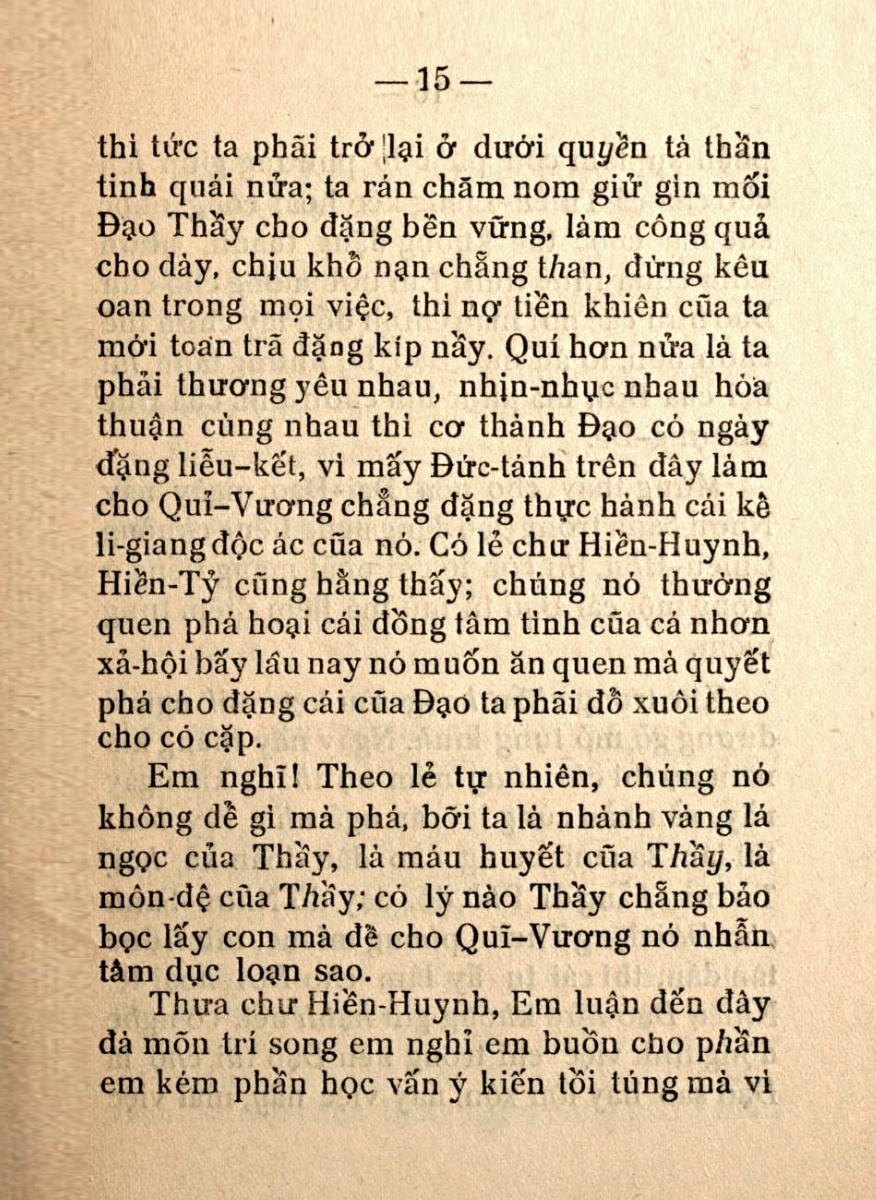 — 15 —
thì tức ta phãi trở lại ở dưới quyền tà thần
tinh quái nửa; ta rán chăm nom giử gìn mối
Đạo Thầy cho đặng bền vững, làm công quả
cho dày, chịu khổ nạn chẵng than, đừng kêu
oan trong mọi việc, thì nợ tiền khiên cũa ta
mới toan trã đặng kíp nầy. Quí hơn nửa là ta
phải thương yêu nhau, nhịn-nhục nhau hòa
thuận cùng nhau thì cơ thành Đạo có ngày
đặng liễu-kết, vì mấy Đức-tánh trên đây làm
cho Quỉ-Vương chẳng đặng thực hành cái kế
li-giang độc ác cũa nó. Có lẻ chư Hiền-Huynh,
Hiền-Tỷ cũng hằng thấy; chúng nó thường
quen phá hoại cái đồng tâm tình cũa cá nhơn
xả-hội bấy lâu nay nó muốn ăn quen mà quyết
phá cho đặng cái cũa Đạo ta phãi đổ xuôi theo
cho có cặp.
Em nghĩ! Theo lẻ tự nhiên, chúng nó
không dể gì mà phá, bỡi ta là nhành vàng lá
ngọc của Thầy, là máu huyết cũa Thầy, là
môn-đệ cũa Thầy; có lý nào Thầy chẵng bảo
bọc lấy con mà để cho Quĩ-Vương nó nhẫn
tâm dục loạn sao.
Thưa chư Hiền-Huynh, Em luận đến đây
đà mõn trí song em nghỉ em buồn cho phần
em kém phần học vấn ý kiến tồi túng mà vì